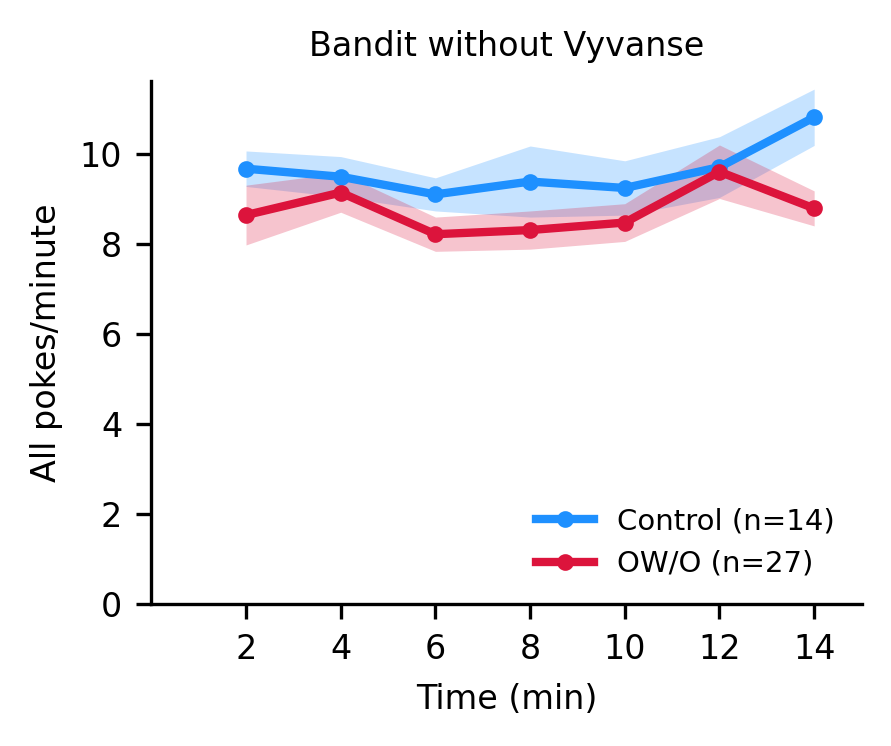 Bandit without Vyvanse
All pokes/minute
10
8
6
4
2
0
Control (n=14)
OW/O (n=27)
2 4 6 8 10 12 14
Time (min)